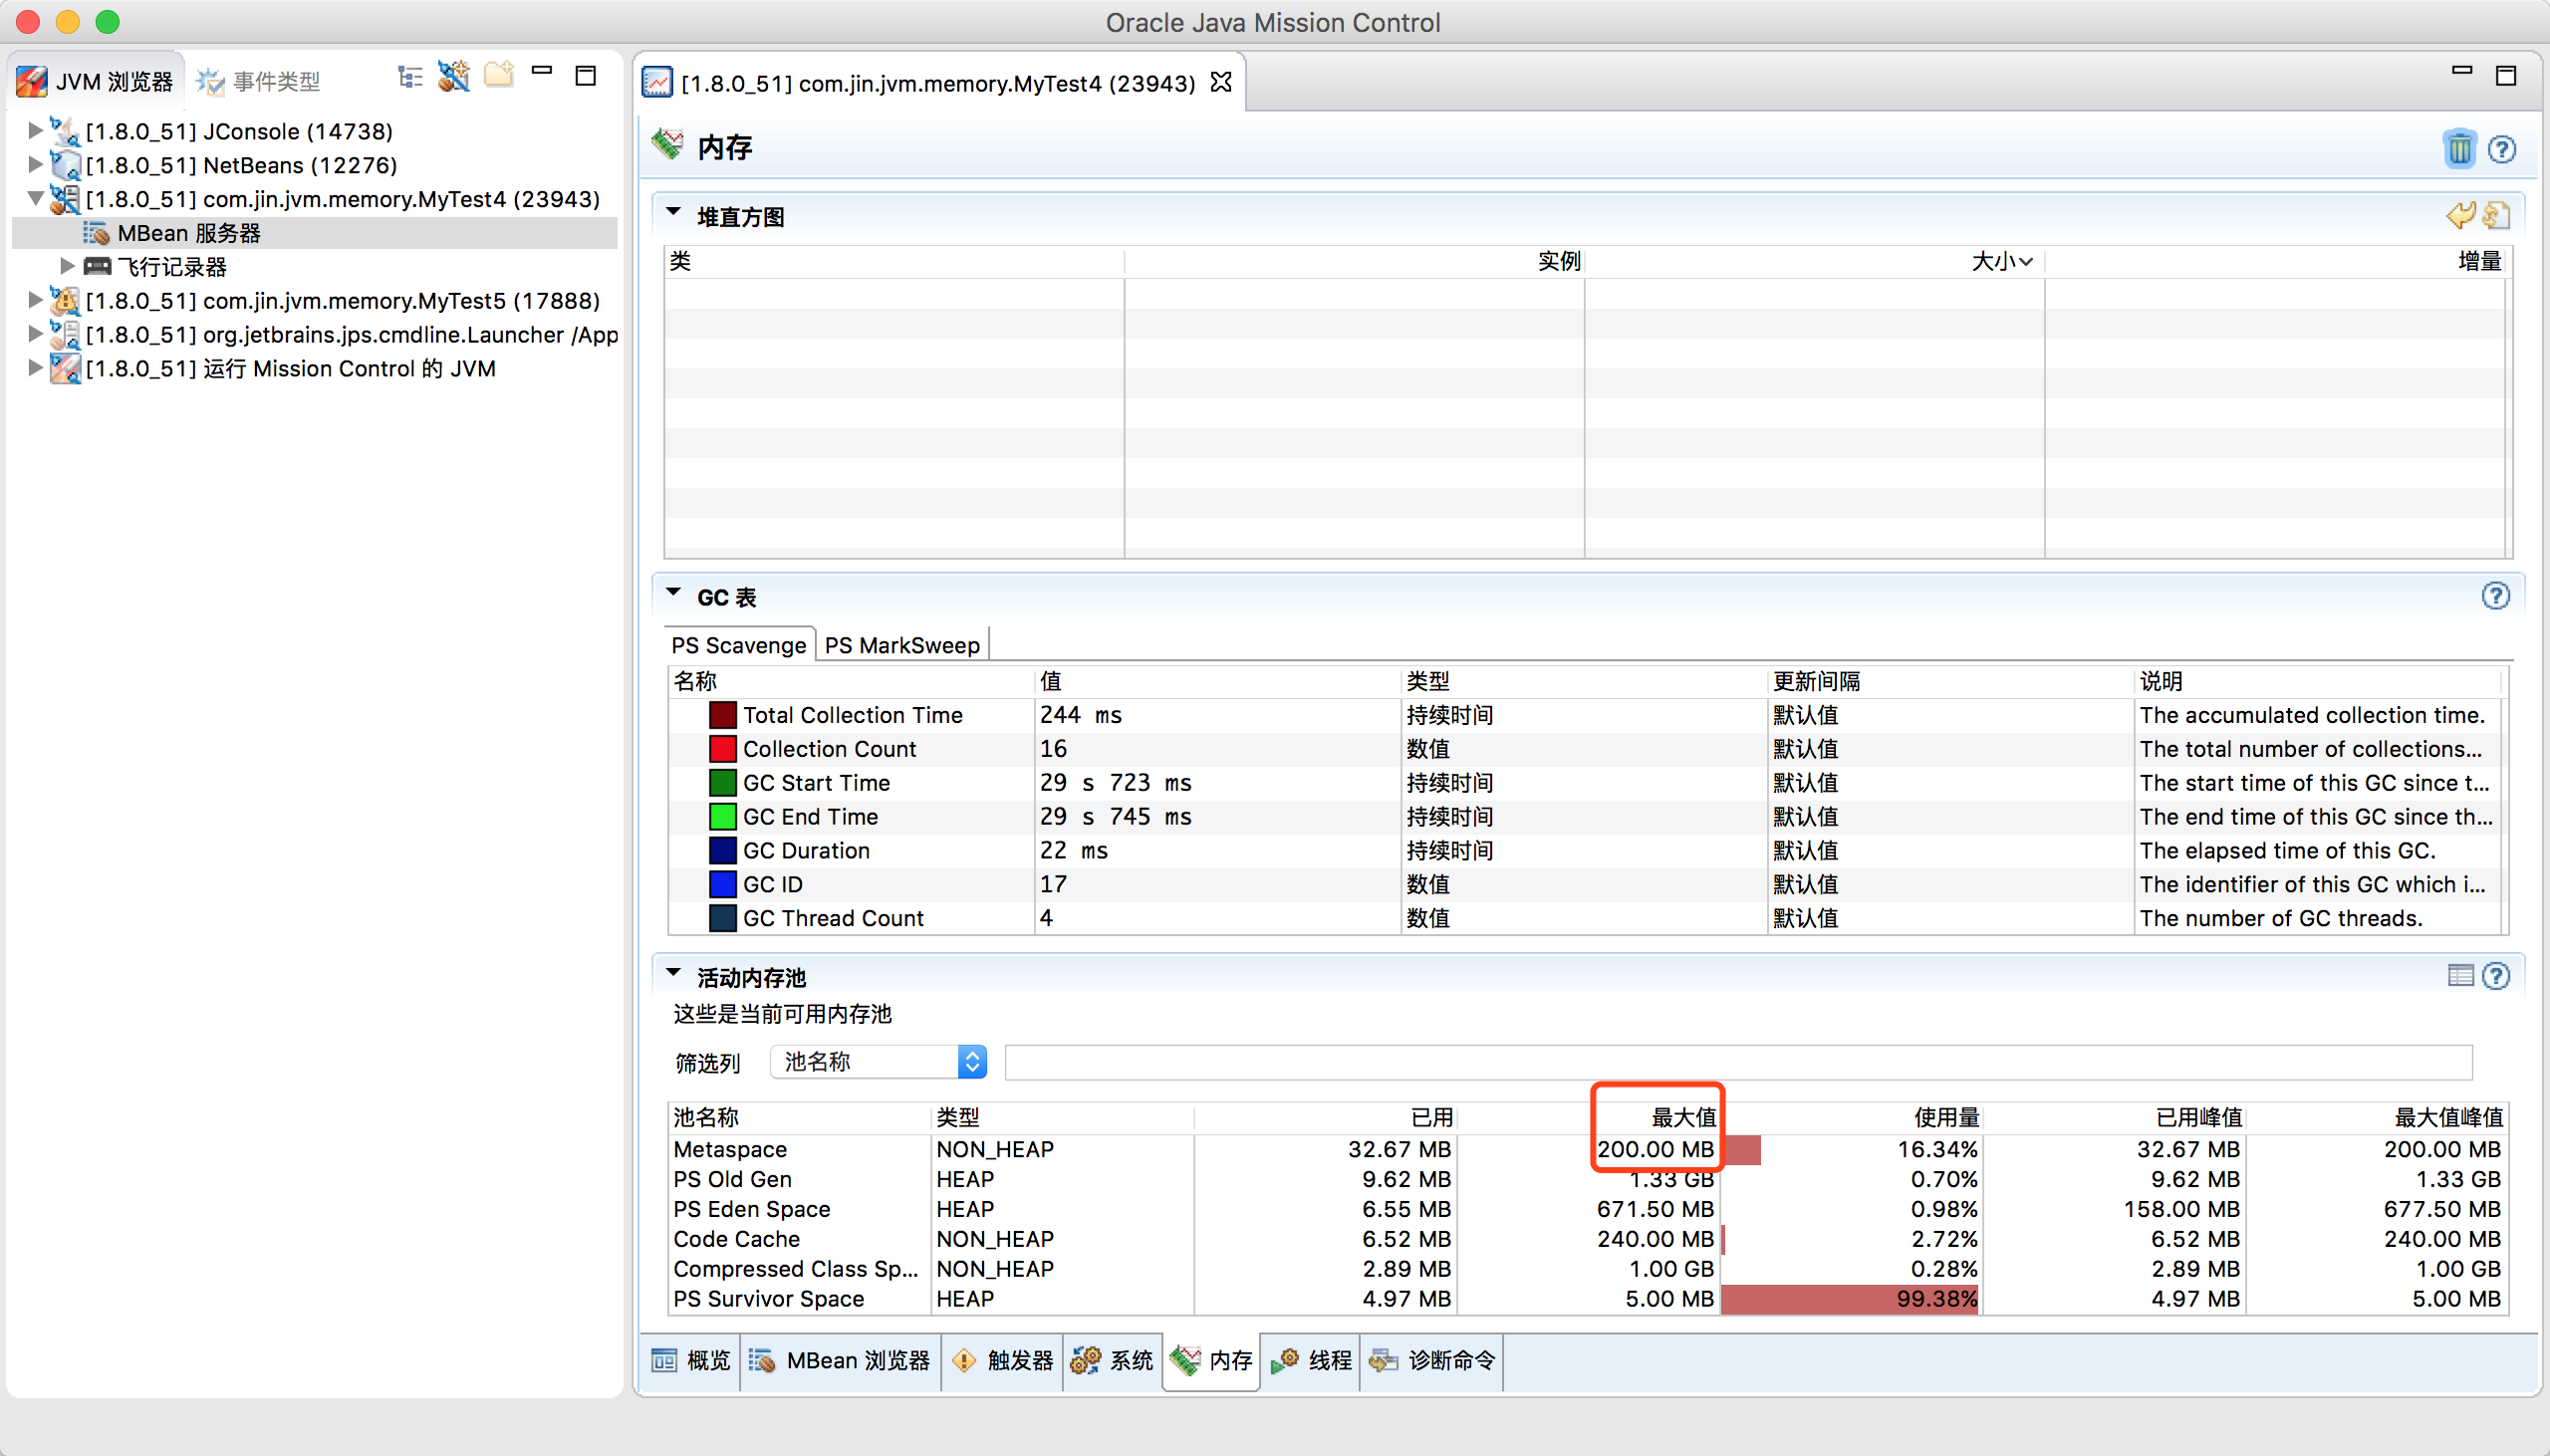 Oracle Java Mission Control
JVM 浏览器
事件类型
[1.8.0_51] JConsole (14738)
[1.8.0_51] NetBeans (12276)
[1.8.0_51] com.jin.jvm.memory.MyTest4 (23943)
MBean 服务器
飞行记录器
[1.8.0_51] com.jin.jvm.memory.MyTest5 (17888)
[1.8.0_51] org.jetbrains.jps.cmdline.Launcher /App
[1.8.0_51] 运行 Mission Control 的 JVM
[1.8.0_51] com.jin.jvm.memory.MyTest4 (23943)
内存
堆直方图
类 实例 大小 增量
GC 表
PS Scavenge PS MarkSweep
名称 值 类型 更新间隔 说明
Total Collection Time 244 ms 持续时间 默认值 The accumulated collection time.
Collection Count 16 数值 默认值 The total number of collections...
GC Start Time 29 s 723 ms 持续时间 默认值 The start time of this GC since t...
GC End Time 29 s 745 ms 持续时间 默认值 The end time of this GC since th...
GC Duration 22 ms 持续时间 默认值 The elapsed time of this GC.
GC ID 17 数值 默认值 The identifier of this GC which i...
GC Thread Count 4 数值 默认值 The number of GC threads.
活动内存池
这些是当前可用内存池
筛选列 池名称
池名称 类型 已用 最大值 使用量 已用峰值 最大值峰值
Metaspace NON_HEAP 32.67 MB 200.00 MB 16.34% 32.67 MB 200.00 MB
PS Old Gen HEAP 9.62 MB 1.33 GB 0.70% 9.62 MB 1.33 GB
PS Eden Space HEAP 6.55 MB 671.50 MB 0.98% 158.00 MB 677.50 MB
Code Cache NON_HEAP 6.52 MB 240.00 MB 2.72% 6.52 MB 240.00 MB
Compressed Class Sp... NON_HEAP 2.89 MB 1.00 GB 0.28% 2.89 MB 1.00 GB
PS Survivor Space HEAP 4.97 MB 5.00 MB 99.38% 4.97 MB 5.00 MB
概览 MBean 浏览器 触发器 系统 内存 线程 诊断命令